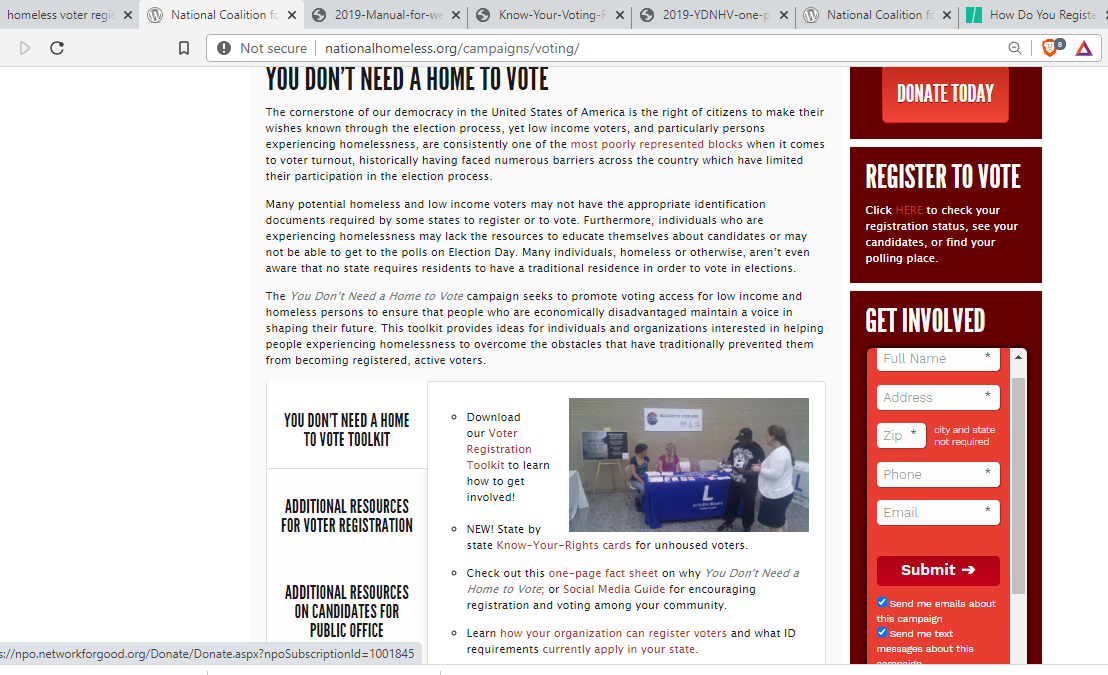 homeless voter regis
National Coalition fo
2019-Manual-for-we
Know-Your-Voting-R
2019-YDNHV-one-p
National Coalition fo
How Do You Registe
Not secure
nationalhomeless.org/campaigns/voting/
8
YOU DON'T NEED A HOME TO VOTE
The cornerstone of our democracy in the United States of America is the right of citizens to make their
wishes known through the election process, yet low income voters, and particularly persons
experiencing homelessness, are consistently one of the most poorly represented blocks when it comes
to voter turnout, historically having faced numerous barriers across the country which have limited
their participation in the election process.
Many potential homeless and low income voters may not have the appropriate identification
documents required by some states to register or to vote. Furthermore, individuals who are
experiencing homelessness may lack the resources to educate themselves about candidates or may
not be able to get to the polls on Election Day. Many individuals, homeless or otherwise, aren't even
aware that no state requires residents to have a traditional residence in order to vote in elections.
The You Don't Need a Home to Vote campaign seeks to promote voting access for low income and
homeless persons to ensure that people who are economically disadvantaged maintain a voice in
shaping their future. This toolkit provides ideas for individuals and organizations interested in helping
people experiencing homelessness to overcome the obstacles that have traditionally prevented them
from becoming registered, active voters.
YOU DON'T NEED A HOME
TO VOTE TOOLKIT
ADDITIONAL RESOURCES
FOR VOTER REGISTRATION
ADDITIONAL RESOURCES
ON CANDIDATES FOR
PUBLIC OFFICE
Download
our Voter
Registration
Toolkit to learn
how to get
involved!
NEW! State by
state Know-Your-Rights cards for unhoused voters.
Check out this one-page fact sheet on why You Don't Need a
Home to Vote; or Social Media Guide for encouraging
registration and voting among your community.
Learn how your organization can register voters and what ID
requirements currently apply in your state.
L
DONATE TODAY
REGISTER TO VOTE
Click HERE to check your
registration status, see your
candidates, or find your
polling place.
GET INVOLVED
Full Name *
Address *
Zip * city and state
not required
Phone *
Email *
Submit ➔
Send me emails about
this campaign
Send me text
messages about this
campaign
s://npo.networkforgood.org/Donate/Donate.aspx?npoSubscriptionId=1001845